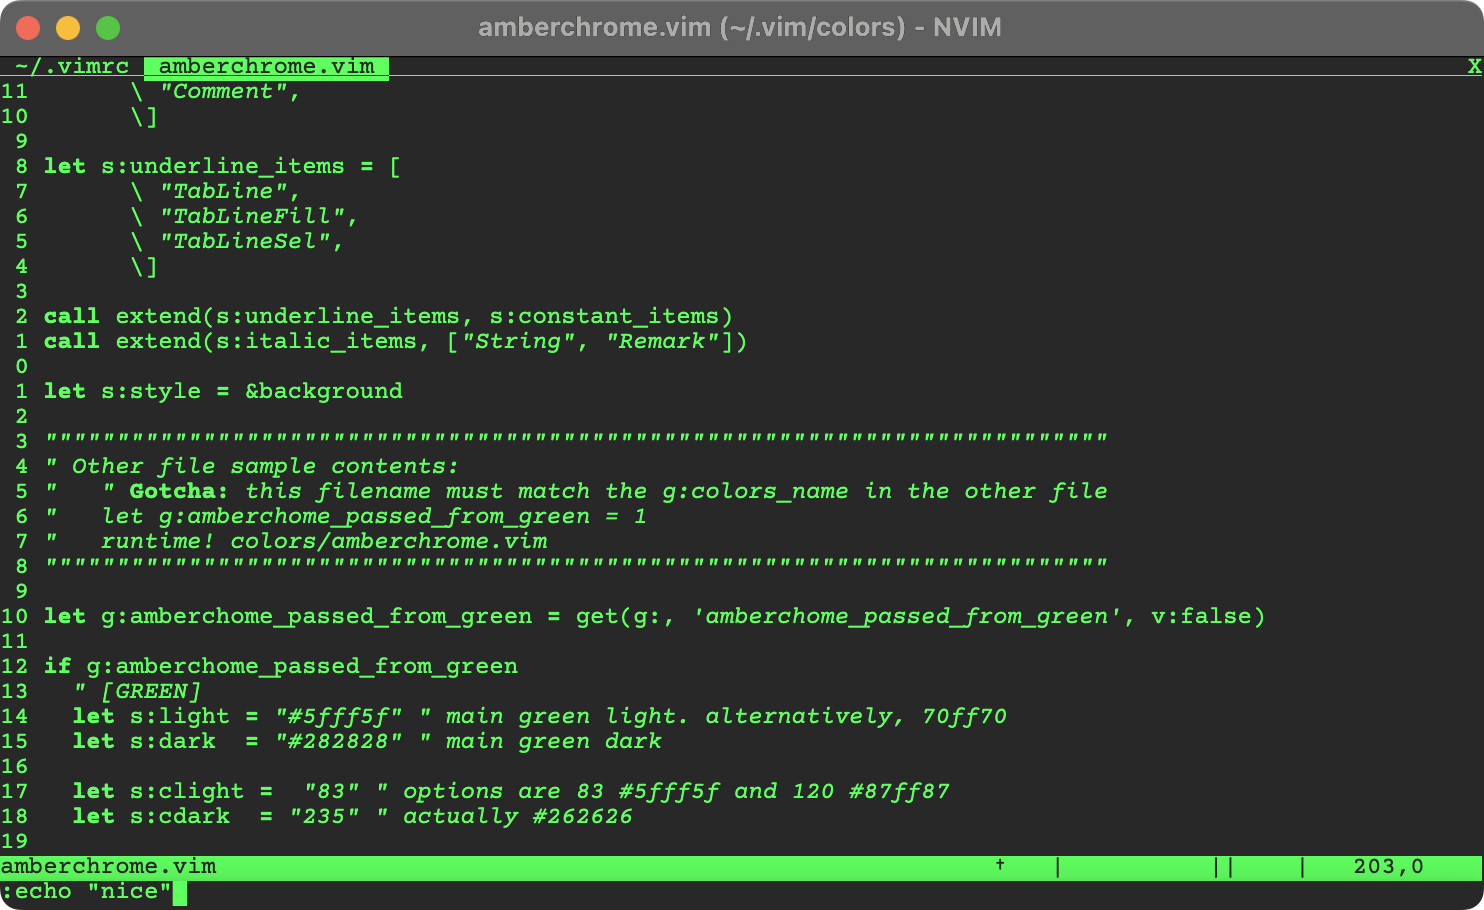 amberchrome.vim (~/.vim/colors) - NVIM
~/.vimrc  amberchrome.vim  X
11       \ "Comment",
10       \]
 9
 8 let s:underline_items = [
 7       \ "TabLine",
 6       \ "TabLineFill",
 5       \ "TabLineSel",
 4       \]
 3
 2 call extend(s:underline_items, s:constant_items)
 1 call extend(s:italic_items, ["String", "Remark"])
 0
 1 let s:style = &background
 2
 3 """"""""""""""""""""""""""""""""""""""""""""""""""""""""""""""""""""""""""
 4 " Other file sample contents:
 5 "   " Gotcha: this filename must match the g:colors_name in the other file
 6 "   let g:amberchome_passed_from_green = 1
 7 "   runtime! colors/amberchrome.vim
 8 """"""""""""""""""""""""""""""""""""""""""""""""""""""""""""""""""""""""""
 9
10 let g:amberchome_passed_from_green = get(g:, 'amberchome_passed_from_green', v:false)
11
12 if g:amberchome_passed_from_green
13   " [GREEN]
14   let s:light = "#5fff5f" " main green light. alternatively, 70ff70
15   let s:dark  = "#282828" " main green dark
16
17   let s:clight =  "83" " options are 83 #5fff5f and 120 #87ff87
18   let s:cdark  = "235" " actually #262626
19
amberchrome.vim † | || | 203,0
:echo "nice"